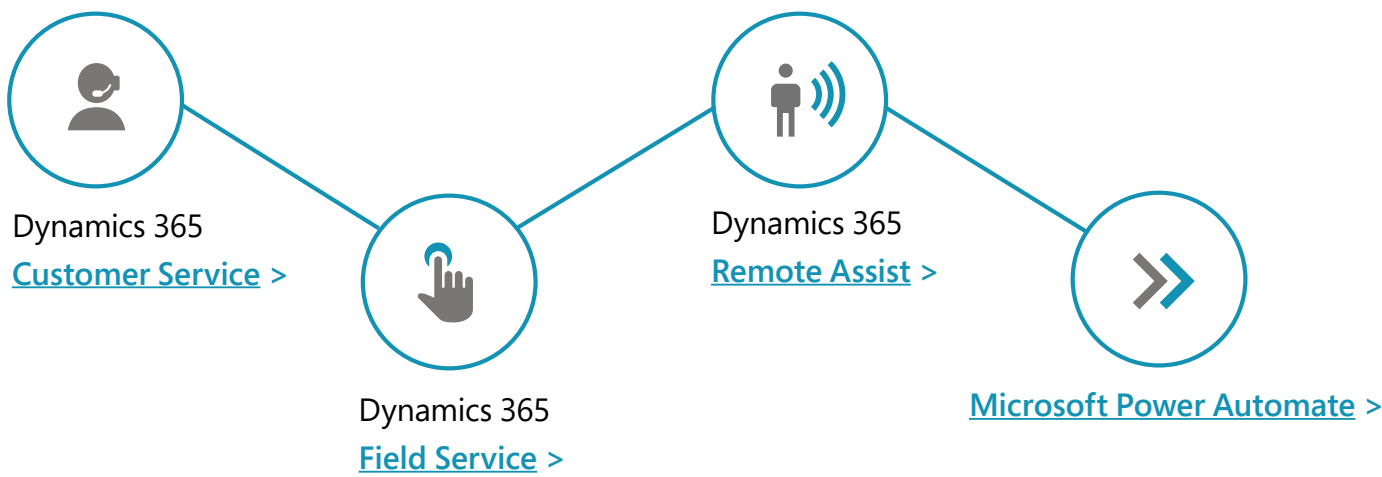 Dynamics 365
Customer Service >
Dynamics 365
Field Service >
Dynamics 365
Remote Assist >
Microsoft Power Automate >